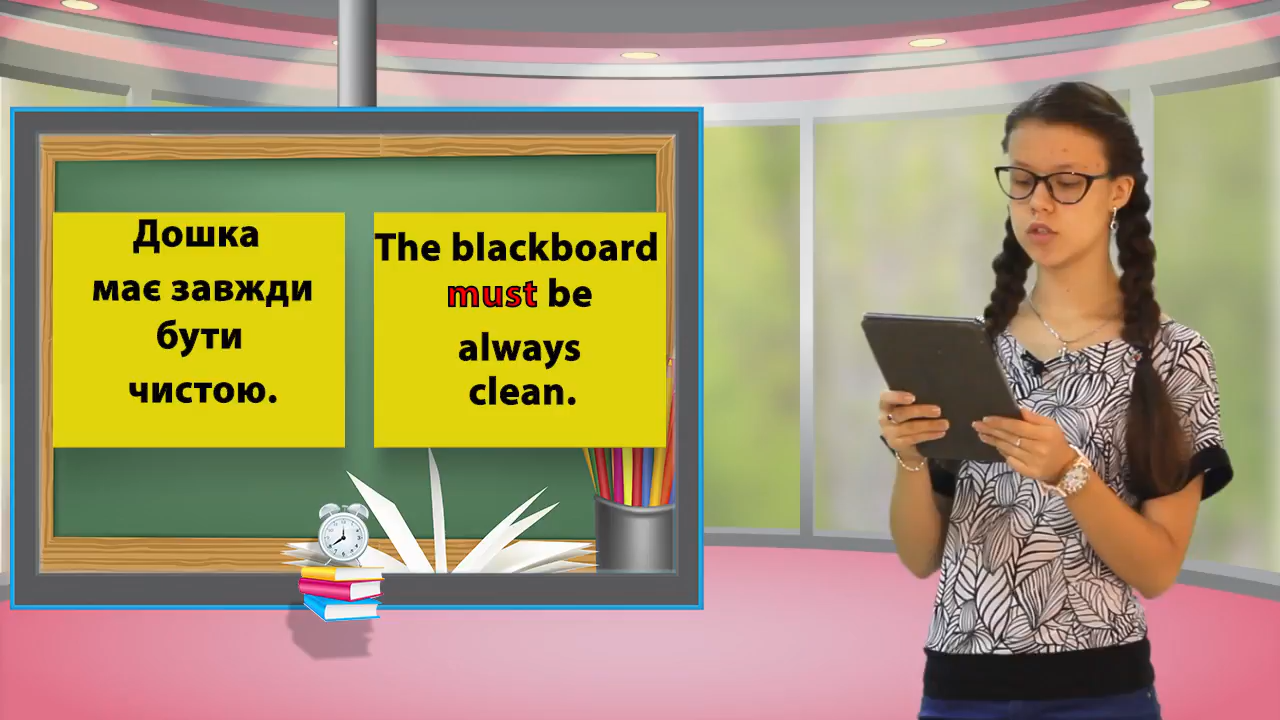 Дошка
має завжди
бути
чистою.
The blackboard
must be
always
clean.